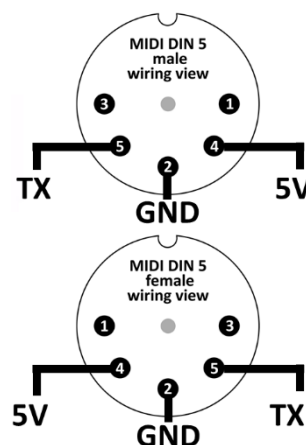 MIDI DIN 5
male
wiring view
3 1
5 4
2
TX 5V
GND
MIDI DIN 5
female
wiring view
1 3
4 5
2
5V TX
GND